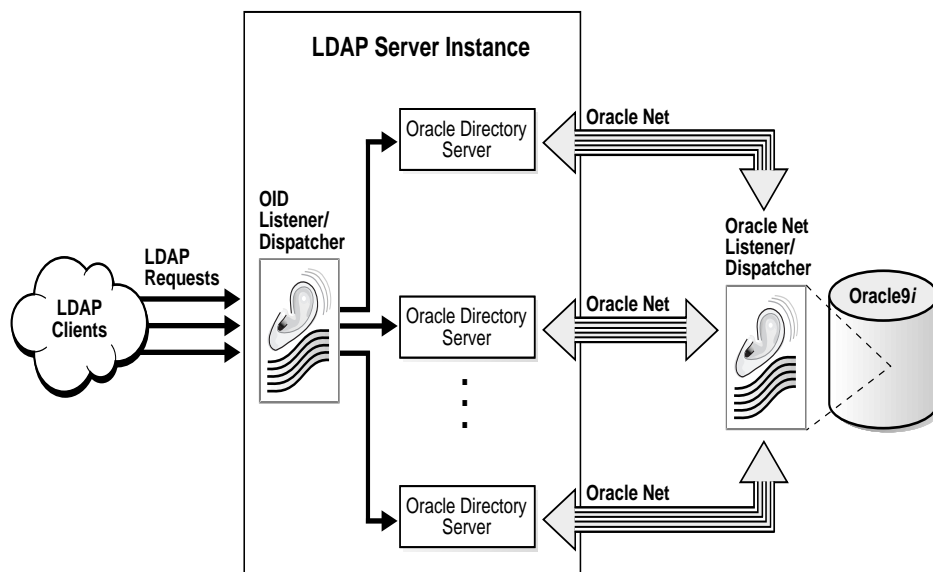 LDAP Server Instance
Oracle Directory
Server
Oracle Net
OID
Listener/
Dispatcher
LDAP
Requests
LDAP
Clients
Oracle Directory
Server
Oracle Net
Oracle Net
Listener/
Dispatcher
Oracle9i
Oracle Directory
Server
Oracle Net